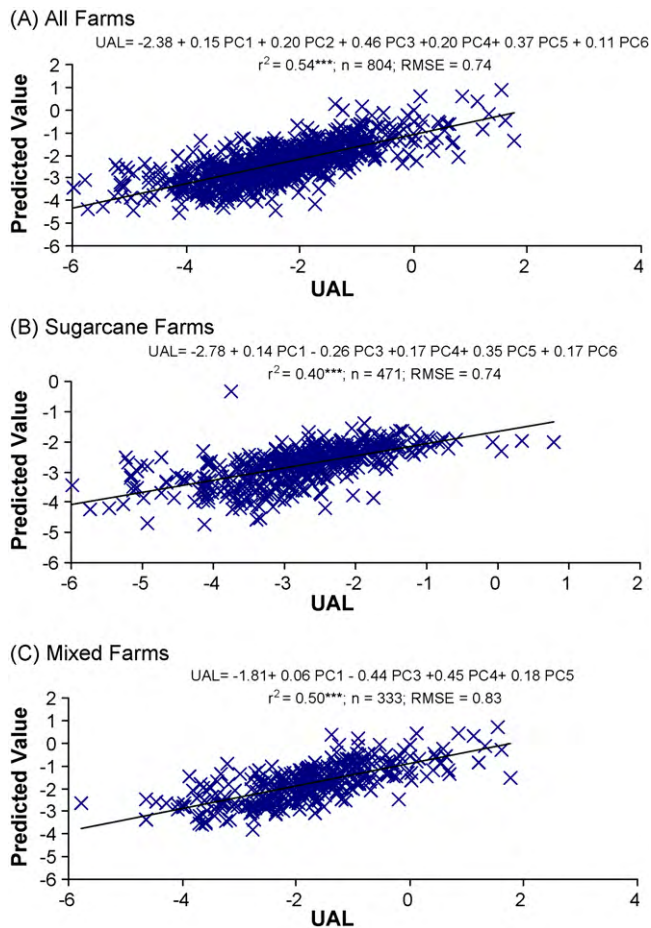 (A) All Farms
UAL= -2.38 + 0.15 PC1 + 0.20 PC2 + 0.46 PC3 +0.20 PC4+ 0.37 PC5 + 0.11 PC6
r² = 0.54***; n = 804; RMSE = 0.74
2
1
0
-1
-2
-3
-4
-5
-6
Predicted Value
-6 -4 -2 0 2 4
UAL
(B) Sugarcane Farms
UAL= -2.78 + 0.14 PC1 - 0.26 PC3 +0.17 PC4+ 0.35 PC5 + 0.17 PC6
r² = 0.40***; n = 471; RMSE = 0.74
0
-1
-2
-3
-4
-5
-6
Predicted Value
-6 -5 -4 -3 -2 -1 0 1 2
UAL
(C) Mixed Farms
UAL= -1.81+ 0.06 PC1 - 0.44 PC3 +0.45 PC4+ 0.18 PC5
r² = 0.50***; n = 333; RMSE = 0.83
2
1
0
-1
-2
-3
-4
-5
-6
Predicted Value
-6 -4 -2 0 2 4
UAL